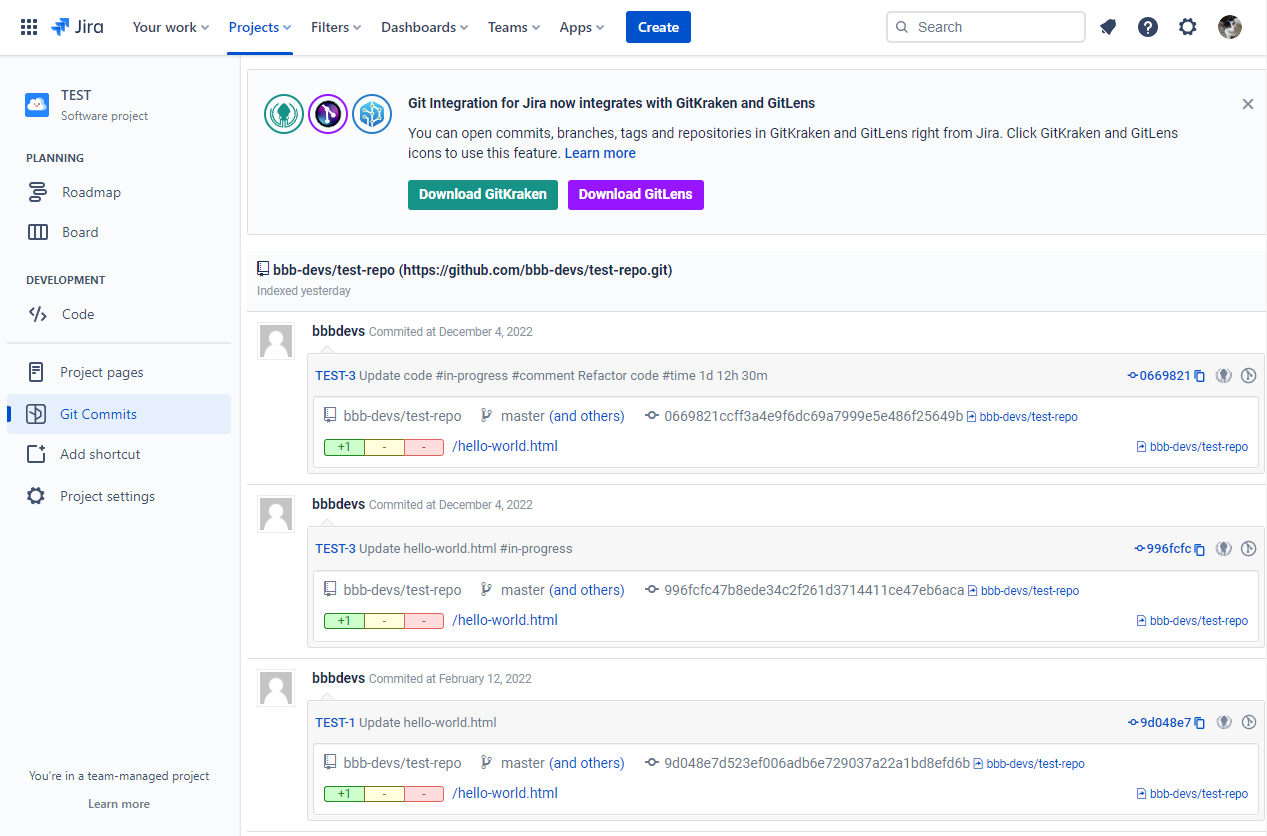 Jira Your work Projects Filters Dashboards Teams Apps Create Search
TEST
Software project
PLANNING
Roadmap
Board
DEVELOPMENT
Code
Project pages
Git Commits
Add shortcut
Project settings
You're in a team-managed project
Learn more
Git Integration for Jira now integrates with GitKraken and GitLens
You can open commits, branches, tags and repositories in GitKraken and GitLens right from Jira. Click GitKraken and GitLens
icons to use this feature. Learn more
Download GitKraken Download GitLens
bbb-devs/test-repo (https://github.com/bbb-devs/test-repo.git)
Indexed yesterday
bbbdevs Commited at December 4, 2022
TEST-3 Update code #in-progress #comment Refactor code #time 1d 12h 30m 0669821
bbb-devs/test-repo master (and others) 0669821ccff3a4e9f6dc69a7999e5e486f25649b bbb-devs/test-repo
+1 - - /hello-world.html bbb-devs/test-repo
bbbdevs Commited at December 4, 2022
TEST-3 Update hello-world.html #in-progress 996fcfc
bbb-devs/test-repo master (and others) 996fcfc47b8ede34c2f261d3714411ce47eb6aca bbb-devs/test-repo
+1 - - /hello-world.html bbb-devs/test-repo
bbbdevs Commited at February 12, 2022
TEST-1 Update hello-world.html 9d048e7
bbb-devs/test-repo master (and others) 9d048e7d523ef006adb6e729037a22a1bd8efd6b bbb-devs/test-repo
+1 - - /hello-world.html bbb-devs/test-repo